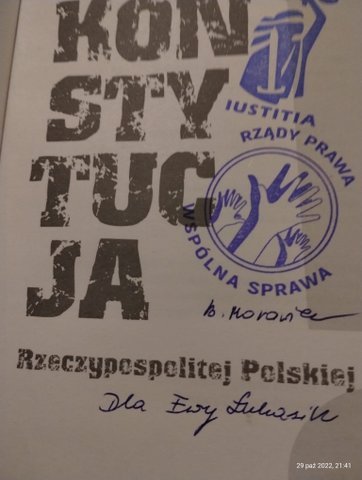 KON
STY
TUC
JA
1
IUSTITIA
RZĄDY PRAWA
WSPÓLNA SPRAWA
Rzeczypospolitej Polskiej
Dla Ewy Łukasik
29 paź 2022, 21:41